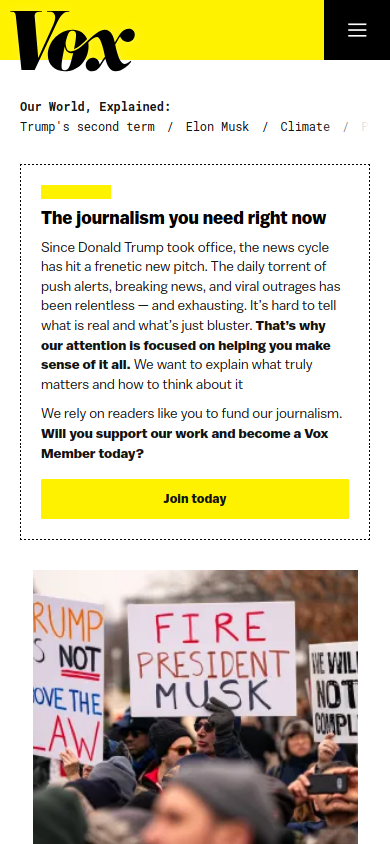 Vox
Our World, Explained:
Trump's second term / Elon Musk / Climate /
The journalism you need right now
Since Donald Trump took office, the news cycle
has hit a frenetic new pitch. The daily torrent of
push alerts, breaking news, and viral outrages has
been relentless — and exhausting. It's hard to tell
what is real and what's just bluster. That's why
our attention is focused on helping you make
sense of it all. We want to explain what truly
matters and how to think about it
We rely on readers like you to fund our journalism.
Will you support our work and become a Vox
Member today?
Join today
RUMP
IS NOT
OVE THE
LAW
FIRE
PRESIDENT
MUSK
WE WILL
NOT
COMPL